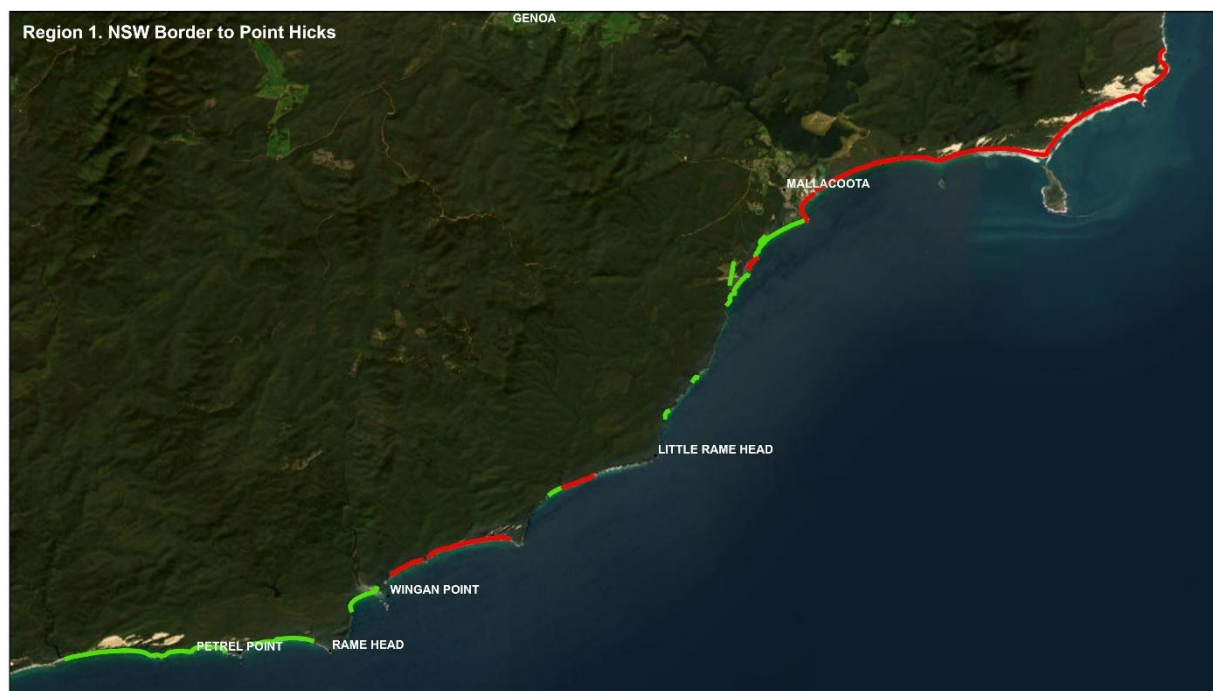 GENOA
Region 1. NSW Border to Point Hicks
MALLACOOTA
LITTLE RAME HEAD
WINGAN POINT
PETREL POINT
RAME HEAD